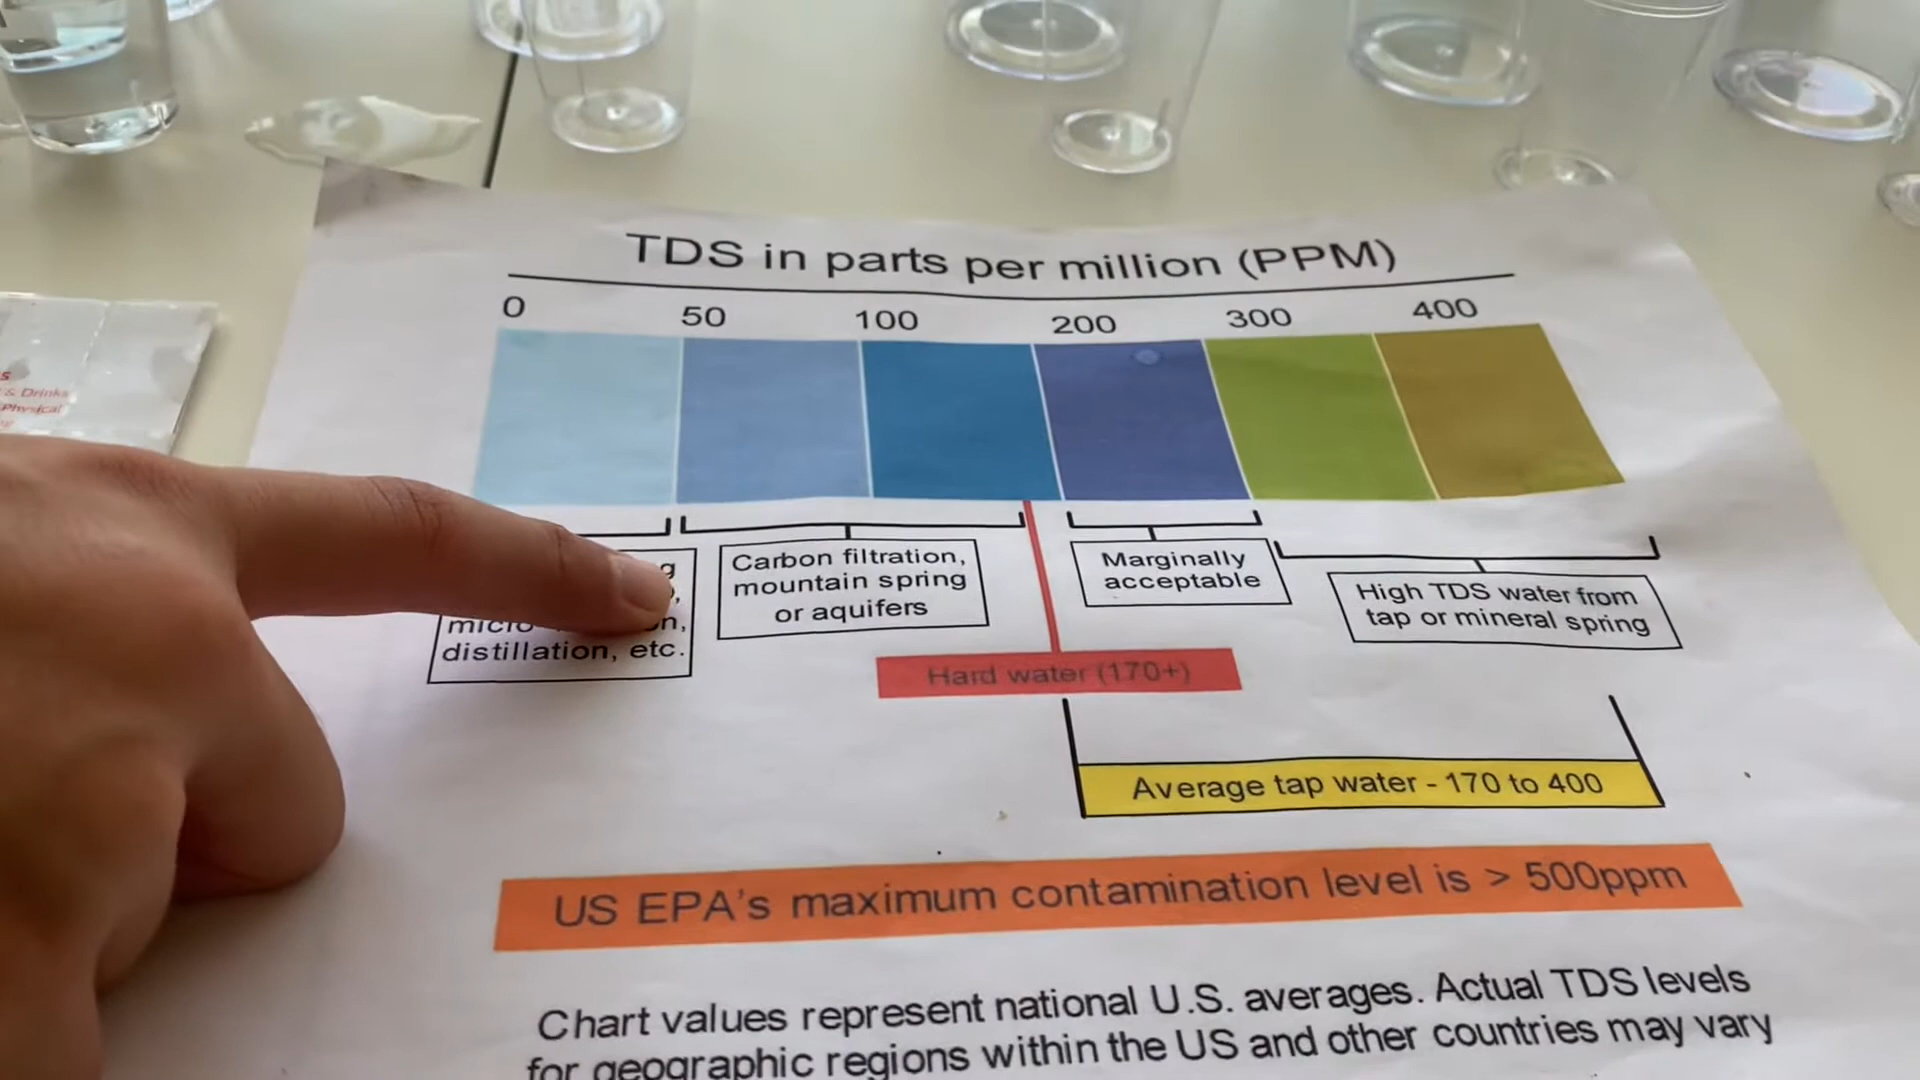 TDS in parts per million (PPM)
0 50 100 200 300 400
distillation, etc.
Carbon filtration,
mountain spring
or aquifers
Marginally
acceptable
High TDS water from
tap or mineral spring
Hard water (170+)
Average tap water - 170 to 400
US EPA's maximum contamination level is > 500ppm
Chart values represent national U.S. averages. Actual TDS levels
for geographic regions within the US and other countries may vary
& Drinks
Physical